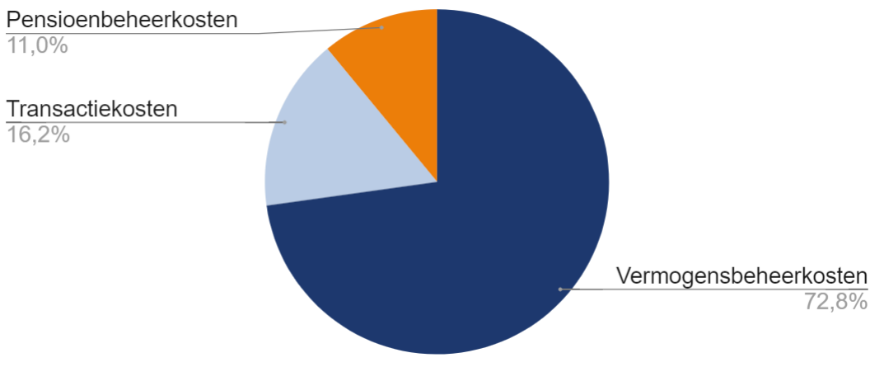 Pensioenbeheerkosten
11,0%
Transactiekosten
16,2%
Vermogensbeheerkosten
72,8%